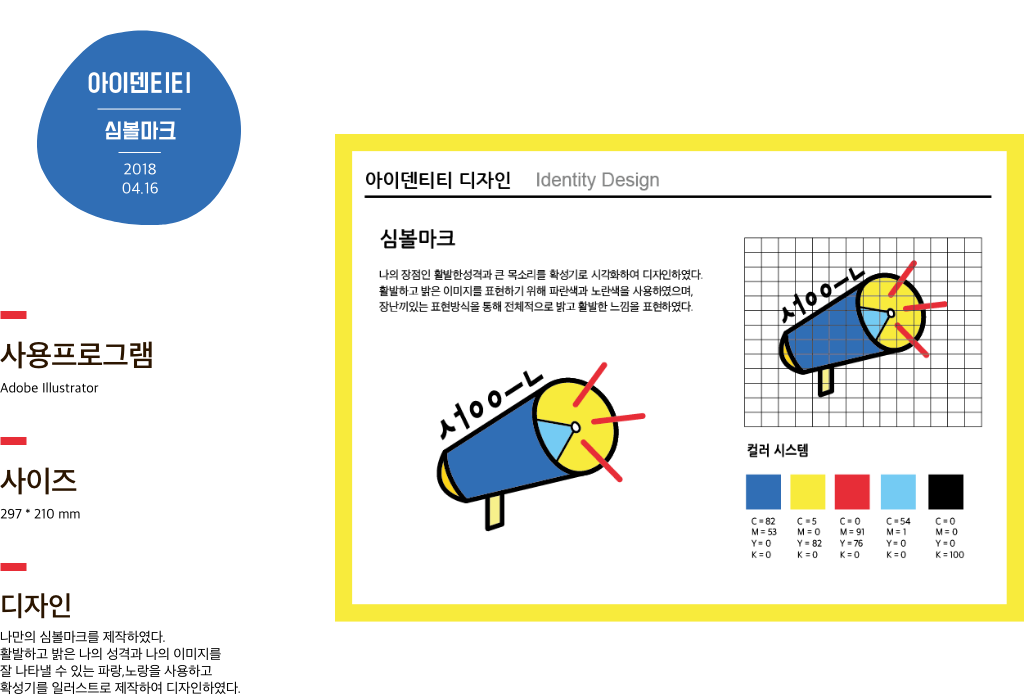 아이덴티티
심볼마크
2018
04.16
사용프로그램
Adobe Illustrator
사이즈
297 * 210 mm
디자인
나만의 심볼마크를 제작하였다.
활발하고 밝은 나의 성격과 나의 이미지를
잘 나타낼 수 있는 파랑,노랑을 사용하고
확성기를 일러스트로 제작하여 디자인하였다.
아이덴티티 디자인 Identity Design
심볼마크
나의 장점인 활발한성격과 큰 목소리를 확성기로 시각화하여 디자인하였다.
활발하고 밝은 이미지를 표현하기 위해 파란색과 노란색을 사용하였으며,
장난끼있는 표현방식을 통해 전체적으로 밝고 활발한 느낌을 표현하였다.
컬러 시스템
C = 82 C = 5 C = 0 C = 54 C = 0
M = 53 M = 0 M = 91 M = 1 M = 0
Y = 0 Y = 82 Y = 76 Y = 0 Y = 0
K = 0 K = 0 K = 0 K = 0 K = 100